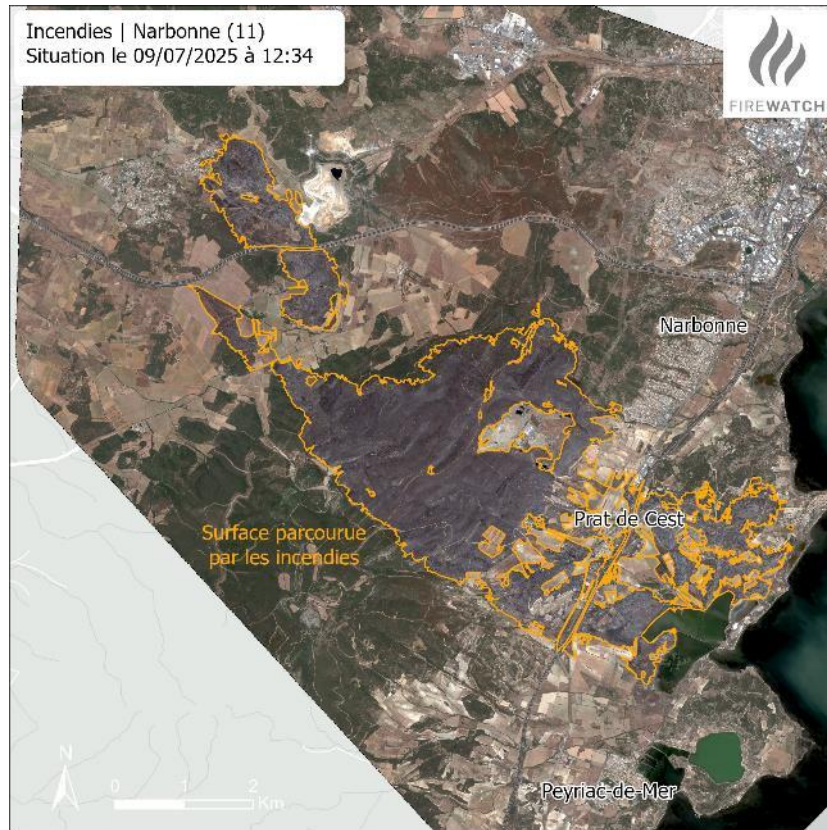 Incendies | Narbonne (11)
Situation le 09/07/2025 à 12:34
FIREWATCH
Narbonne
Prat de Cest
Surface parcourue
par les incendies
N
0 1 2
Km
Peyriac-de-Mer